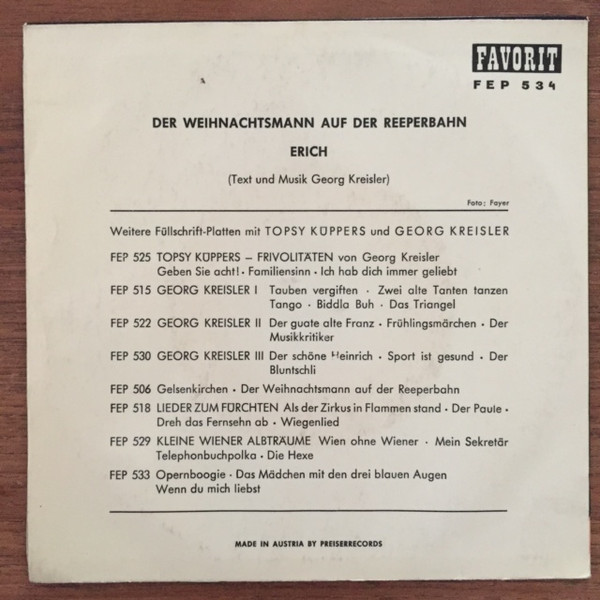 FAVORIT
FEP 534
DER WEIHNACHTSMANN AUF DER REEPERBAHN
ERICH
(Text und Musik Georg Kreisler)
Foto: Fayer
Weitere Füllschrift-Platten mit TOPSY KÜPPERS und GEORG KREISLER
FEP 525 TOPSY KÜPPERS – FRIVOLITÄTEN von Georg Kreisler
Geben Sie acht! · Familiensinn · Ich hab dich immer geliebt
FEP 515 GEORG KREISLER I Tauben vergiften · Zwei alte Tanten tanzen
Tango · Biddla Buh · Das Triangel
FEP 522 GEORG KREISLER II Der guate alte Franz · Frühlingsmärchen · Der
Musikkritiker
FEP 530 GEORG KREISLER III Der schöne Heinrich · Sport ist gesund · Der
Bluntschli
FEP 506 Gelsenkirchen · Der Weihnachtsmann auf der Reeperbahn
FEP 518 LIEDER ZUM FÜRCHTEN Als der Zirkus in Flammen stand · Der Paule ·
Dreh das Fernsehn ab · Wiegenlied
FEP 529 KLEINE WIENER ALBTRÄUME Wien ohne Wiener · Mein Sekretär
Telephonbuchpolka · Die Hexe
FEP 533 Opernboogie · Das Mädchen mit den drei blauen Augen
Wenn du mich liebst
MADE IN AUSTRIA BY PREISERRECORDS